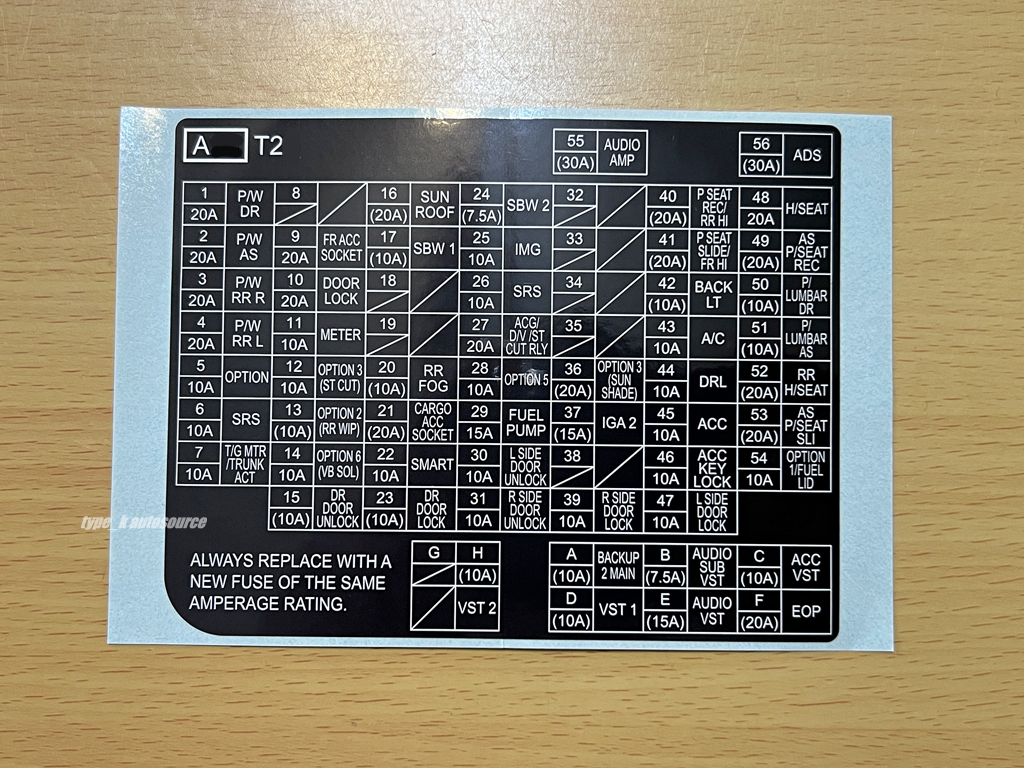 A T2 55 AUDIO AMP (30A) 56 ADS (30A)
1 P/W DR 8 16 SUN ROOF 24 SBW 2 32 40 P SEAT REC/ RR HI 48 H/SEAT
20A (20A) (7.5A) (20A) 20A
2 P/W AS 9 FR ACC SOCKET 17 SBW 1 25 IMG 33 41 P SEAT SLIDE/ FR HI 49 AS P/SEAT REC
20A 20A (10A) 10A (20A) (20A)
3 P/W RR R 10 DOOR LOCK 18 26 SRS 34 42 BACK LT 50 P/ LUMBAR DR
20A 20A 10A (10A) (10A)
4 P/W RR L 11 METER 19 27 ACG/ D/V /ST CUT RLY 35 43 A/C 51 P/ LUMBAR AS
20A 10A 20A 10A (10A)
5 OPTION 12 OPTION 3 (ST CUT) 20 RR FOG 28 OPTION 5 36 OPTION 3 (SUN SHADE) 44 DRL 52 RR H/SEAT
10A 10A (10A) 10A (20A) 10A (20A)
6 SRS 13 OPTION 2 (RR WIP) 21 CARGO ACC SOCKET 29 FUEL PUMP 37 IGA 2 45 ACC 53 AS P/SEAT SLI
10A (10A) (20A) 15A (15A) 10A (20A)
7 T/G MTR /TRUNK ACT 14 OPTION 6 (VB SOL) 22 SMART 30 L SIDE DOOR UNLOCK 38 46 ACC KEY LOCK 54 OPTION 1/FUEL LID
10A 10A 10A 10A 10A 10A
15 DR DOOR UNLOCK 23 DR DOOR LOCK 31 R SIDE DOOR UNLOCK 39 R SIDE DOOR LOCK 47 L SIDE DOOR LOCK
(10A) (10A) 10A 10A 10A
type_k autosource
ALWAYS REPLACE WITH A
NEW FUSE OF THE SAME
AMPERAGE RATING.
G H A BACKUP 2 MAIN B AUDIO SUB VST C ACC VST
(10A) (10A) (7.5A) (10A)
VST 2 D VST 1 E AUDIO VST F EOP
(10A) (15A) (20A)